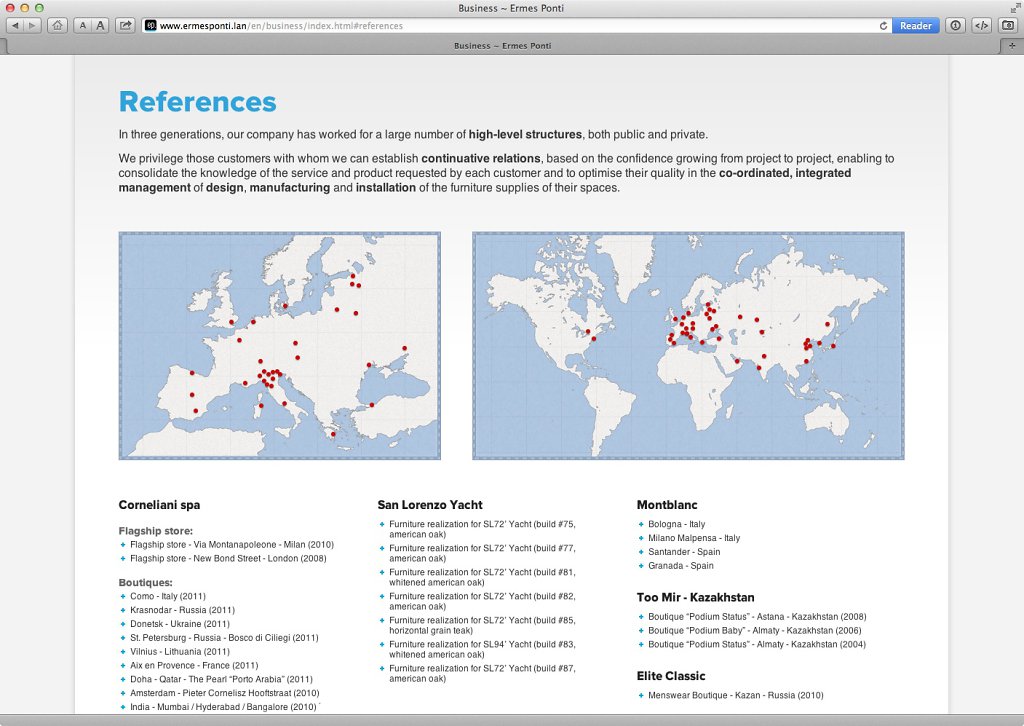 Business ~ Ermes Ponti
A A
ep www.ermesponti.lan/en/business/index.html#references
Reader
Business ~ Ermes Ponti
References
In three generations, our company has worked for a large number of high-level structures, both public and private.
We privilege those customers with whom we can establish continuative relations, based on the confidence growing from project to project, enabling to
consolidate the knowledge of the service and product requested by each customer and to optimise their quality in the co-ordinated, integrated
management of design, manufacturing and installation of the furniture supplies of their spaces.
Corneliani spa
Flagship store:
Flagship store - Via Montanapoleone - Milan (2010)
Flagship store - New Bond Street - London (2008)
Boutiques:
Como - Italy (2011)
Krasnodar - Russia (2011)
Donetsk - Ukraine (2011)
St. Petersburg - Russia - Bosco di Ciliegi (2011)
Vilnius - Lithuania (2011)
Aix en Provence - France (2011)
Doha - Qatar - The Pearl “Porto Arabia” (2011)
Amsterdam - Pieter Cornelisz Hooftstraat (2010)
India - Mumbai / Hyderabad / Bangalore (2010)
San Lorenzo Yacht
Furniture realization for SL72’ Yacht (build #75,
american oak)
Furniture realization for SL72’ Yacht (build #77,
american oak)
Furniture realization for SL72’ Yacht (build #81,
whitened american oak)
Furniture realization for SL72’ Yacht (build #82,
american oak)
Furniture realization for SL72’ Yacht (build #85,
horizontal grain teak)
Furniture realization for SL94’ Yacht (build #83,
whitened american oak)
Furniture realization for SL72’ Yacht (build #87,
american oak)
Montblanc
Bologna - Italy
Milano Malpensa - Italy
Santander - Spain
Granada - Spain
Too Mir - Kazakhstan
Boutique “Podium Status” - Astana - Kazakhstan (2008)
Boutique “Podium Baby” - Almaty - Kazakhstan (2006)
Boutique “Podium Status” - Almaty - Kazakhstan (2004)
Elite Classic
Menswear Boutique - Kazan - Russia (2010)